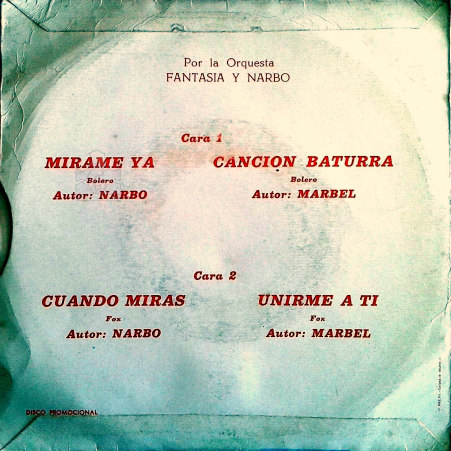 Por la Orquesta
FANTASIA Y NARBO
Cara 1
MIRAME YA CANCION BATURRA
Bolero Bolero
Autor: NARBO Autor: MARBEL
Cara 2
CUANDO MIRAS UNIRME A TI
Fox Fox
Autor: NARBO Autor: MARBEL
DISCO PROMOCIONAL